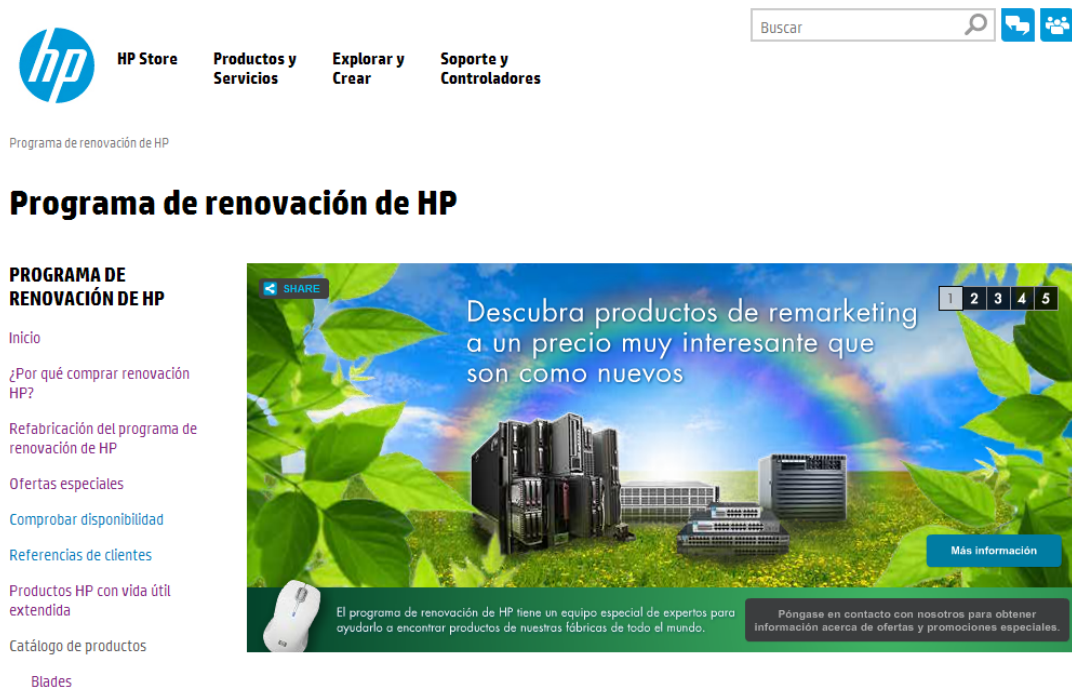 Buscar
hp
HP Store
Productos y
Servicios
Explorar y
Crear
Soporte y
Controladores
Programa de renovación de HP
Programa de renovación de HP
PROGRAMA DE
RENOVACIÓN DE HP
Inicio
¿Por qué comprar renovación
HP?
Refabricación del programa de
renovación de HP
Ofertas especiales
Comprobar disponibilidad
Referencias de clientes
Productos HP con vida útil
extendida
Catálogo de productos
Blades
SHARE
1 2 3 4 5
Descubra productos de remarketing
a un precio muy interesante que
son como nuevos
Más información
El programa de renovación de HP tiene un equipo especial de expertos para
ayudarlo a encontrar productos de nuestras fábricas de todo el mundo.
Póngase en contacto con nosotros para obtener
información acerca de ofertas y promociones especiales.